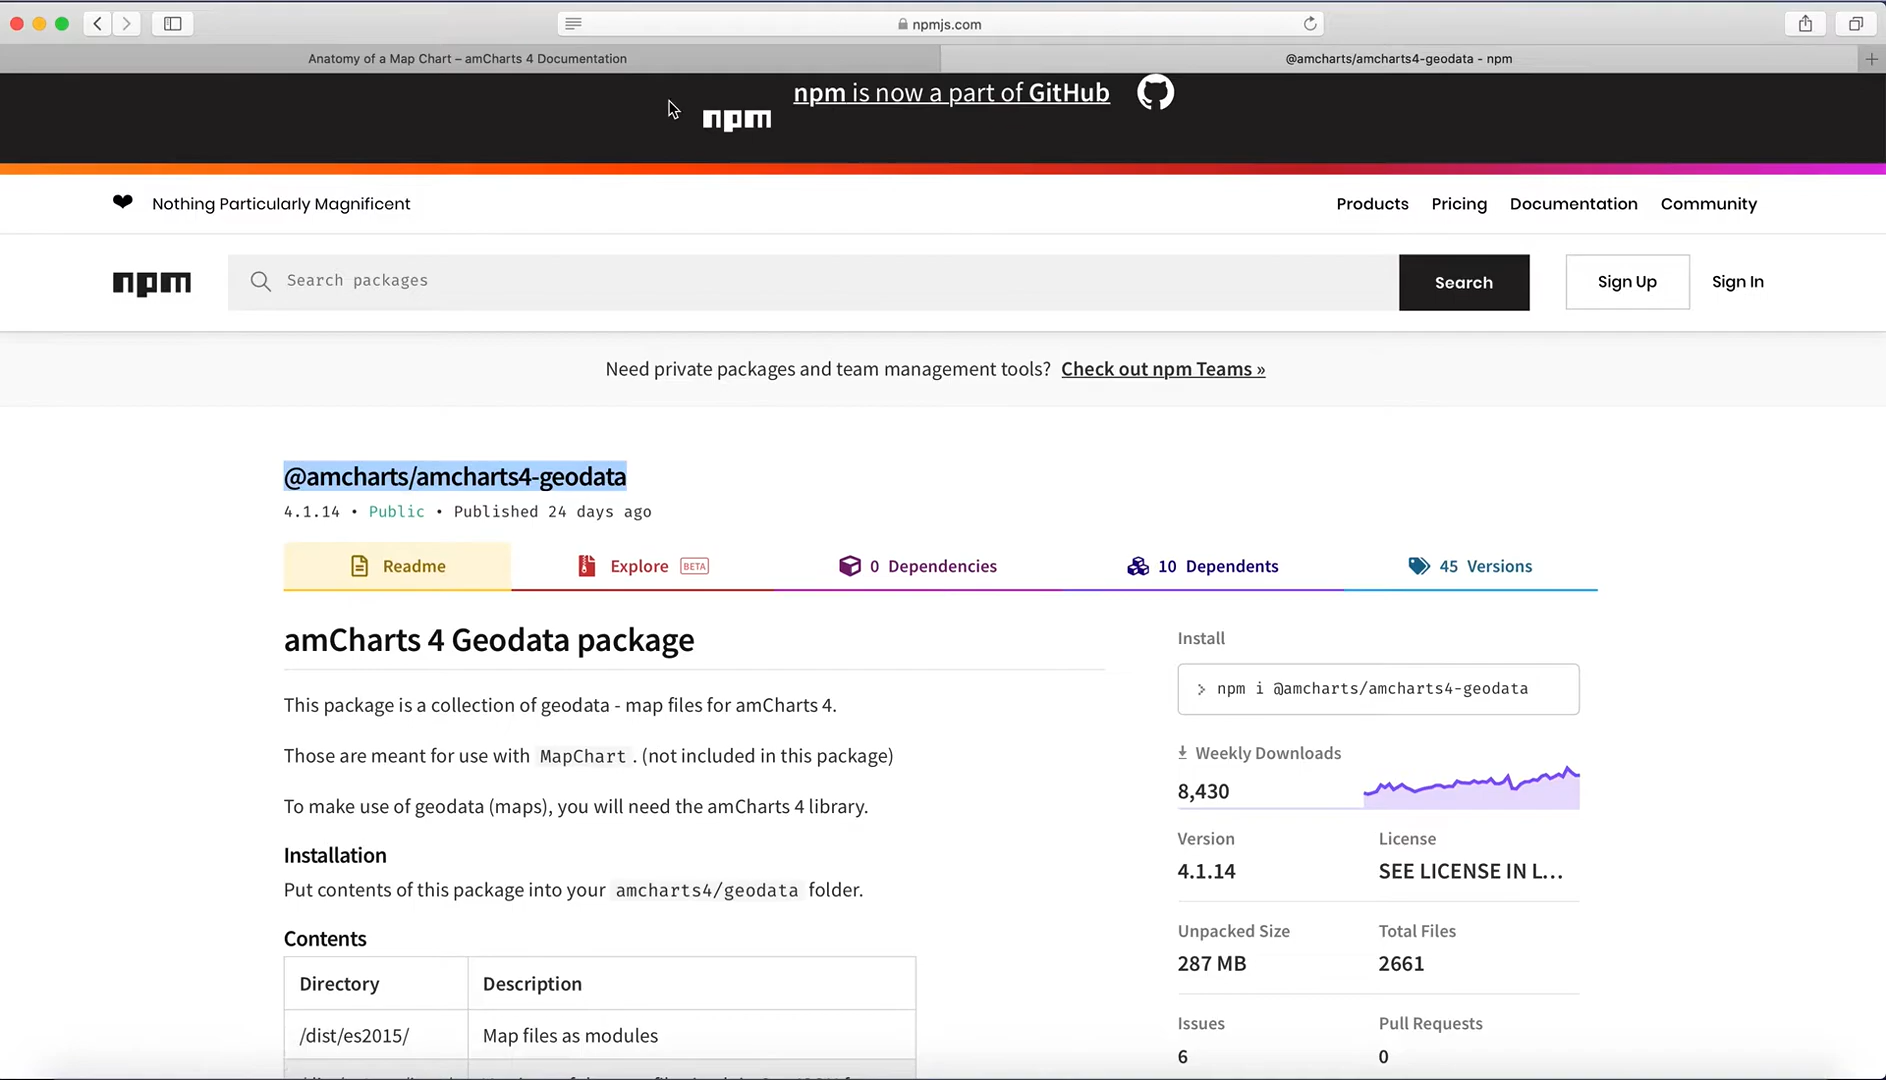 npmjs.com
Anatomy of a Map Chart – amCharts 4 Documentation
@amcharts/amcharts4-geodata - npm
npm
npm is now a part of GitHub
Nothing Particularly Magnificent
Products
Pricing
Documentation
Community
npm
Search packages
Search
Sign Up
Sign In
Need private packages and team management tools? Check out npm Teams »
@amcharts/amcharts4-geodata
4.1.14 • Public • Published 24 days ago
Readme
Explore BETA
0 Dependencies
10 Dependents
45 Versions
amCharts 4 Geodata package
This package is a collection of geodata - map files for amCharts 4.
Those are meant for use with MapChart . (not included in this package)
To make use of geodata (maps), you will need the amCharts 4 library.
Installation
Put contents of this package into your amcharts4/geodata folder.
Contents
Directory
Description
/dist/es2015/
Map files as modules
Install
> npm i @amcharts/amcharts4-geodata
Weekly Downloads
8,430
Version
License
4.1.14
SEE LICENSE IN L…
Unpacked Size
Total Files
287 MB
2661
Issues
Pull Requests
6
0